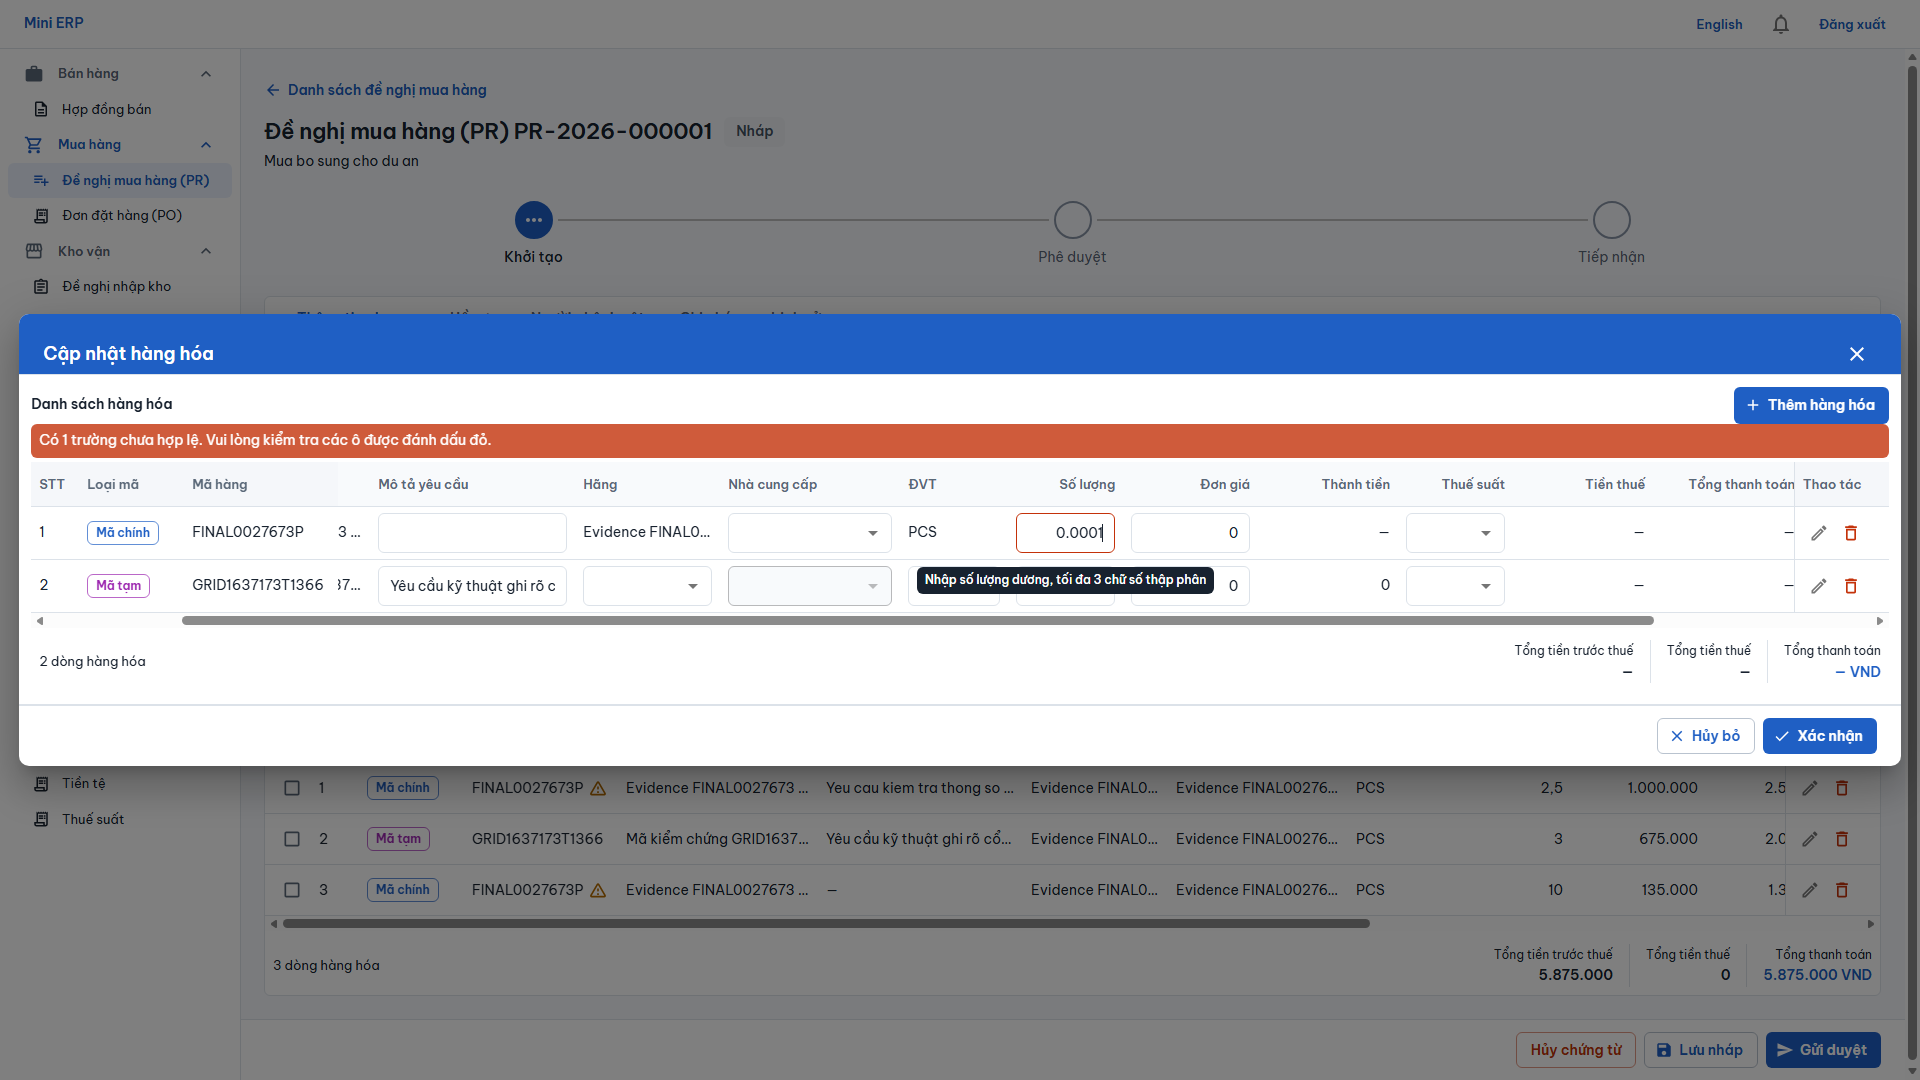 Mini ERP
English
Đăng xuất
Bán hàng
Hợp đồng bán
Mua hàng
Đề nghị mua hàng (PR)
Đơn đặt hàng (PO)
Kho vận
Đề nghị nhập kho
Danh sách đề nghị mua hàng
Đề nghị mua hàng (PR) PR-2026-000001 Nháp
Mua bo sung cho du an
Khởi tạo
Phê duyệt
Tiếp nhận
Cập nhật hàng hóa
Danh sách hàng hóa
Thêm hàng hóa
Có 1 trường chưa hợp lệ. Vui lòng kiểm tra các ô được đánh dấu đỏ.
STT Loại mã Mã hàng Mô tả yêu cầu Hãng Nhà cung cấp ĐVT Số lượng Đơn giá Thành tiền Thuế suất Tiền thuế Tổng thanh toán Thao tác
1 Mã chính FINAL0027673P 3 ... Evidence FINAL0... PCS 0.0001 0 – – –
2 Mã tạm GRID1637173T1366 37... Yêu cầu kỹ thuật ghi rõ c 0 0 – –
Nhập số lượng dương, tối đa 3 chữ số thập phân
2 dòng hàng hóa
Tổng tiền trước thuế
–
Tổng tiền thuế
–
Tổng thanh toán
– VND
Hủy bỏ
Xác nhận
Tiền tệ
Thuế suất
1 Mã chính FINAL0027673P Evidence FINAL0027673 ... Yeu cau kiem tra thong so ... Evidence FINAL0... Evidence FINAL00276... PCS 2,5 1.000.000 2.5
2 Mã tạm GRID1637173T1366 Mã kiểm chứng GRID1637... Yêu cầu kỹ thuật ghi rõ cổ... Evidence FINAL0... Evidence FINAL00276... PCS 3 675.000 2.0
3 Mã chính FINAL0027673P Evidence FINAL0027673 ... – Evidence FINAL0... Evidence FINAL00276... PCS 10 135.000 1.3
3 dòng hàng hóa
Tổng tiền trước thuế
5.875.000
Tổng tiền thuế
0
Tổng thanh toán
5.875.000 VND
Hủy chứng từ
Lưu nháp
Gửi duyệt